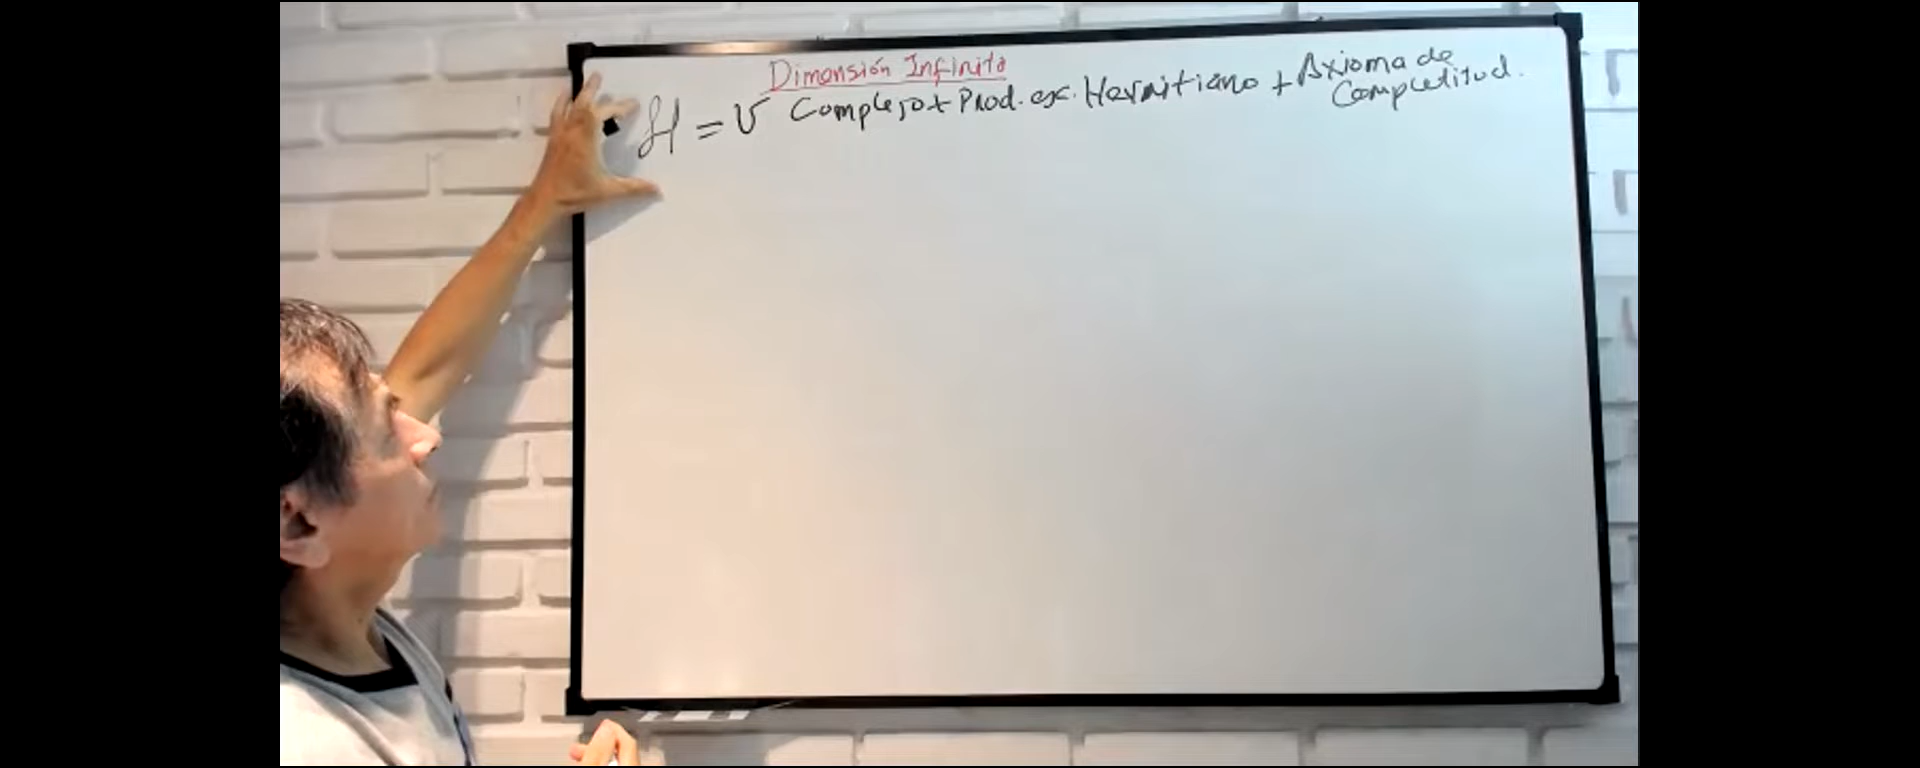 Dimensión Infinita
H = V Complejo + Prod. esc. Hermitiano + Axioma de
Completitud.